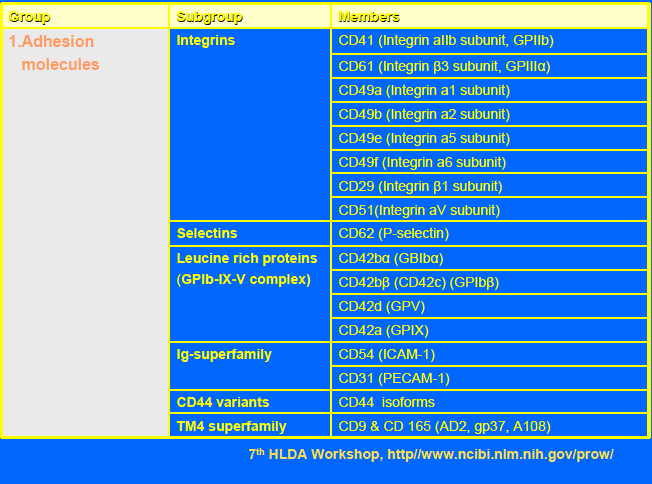 Group Subgroup Members
1.Adhesion Integrins CD41 (Integrin aIIb subunit, GPIIb)
molecules
CD61 (Integrin β3 subunit, GPIIIα)
CD49a (Integrin a1 subunit)
CD49b (Integrin a2 subunit)
CD49e (Integrin a5 subunit)
CD49f (Integrin a6 subunit)
CD29 (Integrin β1 subunit)
CD51(Integrin aV subunit)
Selectins CD62 (P-selectin)
Leucine rich proteins CD42bα (GBIbα)
(GPIb-IX-V complex) CD42bβ (CD42c) (GPIbβ)
CD42d (GPV)
CD42a (GPIX)
Ig-superfamily CD54 (ICAM-1)
CD31 (PECAM-1)
CD44 variants CD44 isoforms
TM4 superfamily CD9 & CD 165 (AD2, gp37, A108)
7th HLDA Workshop, http//www.ncibi.nlm.nih.gov/prow/